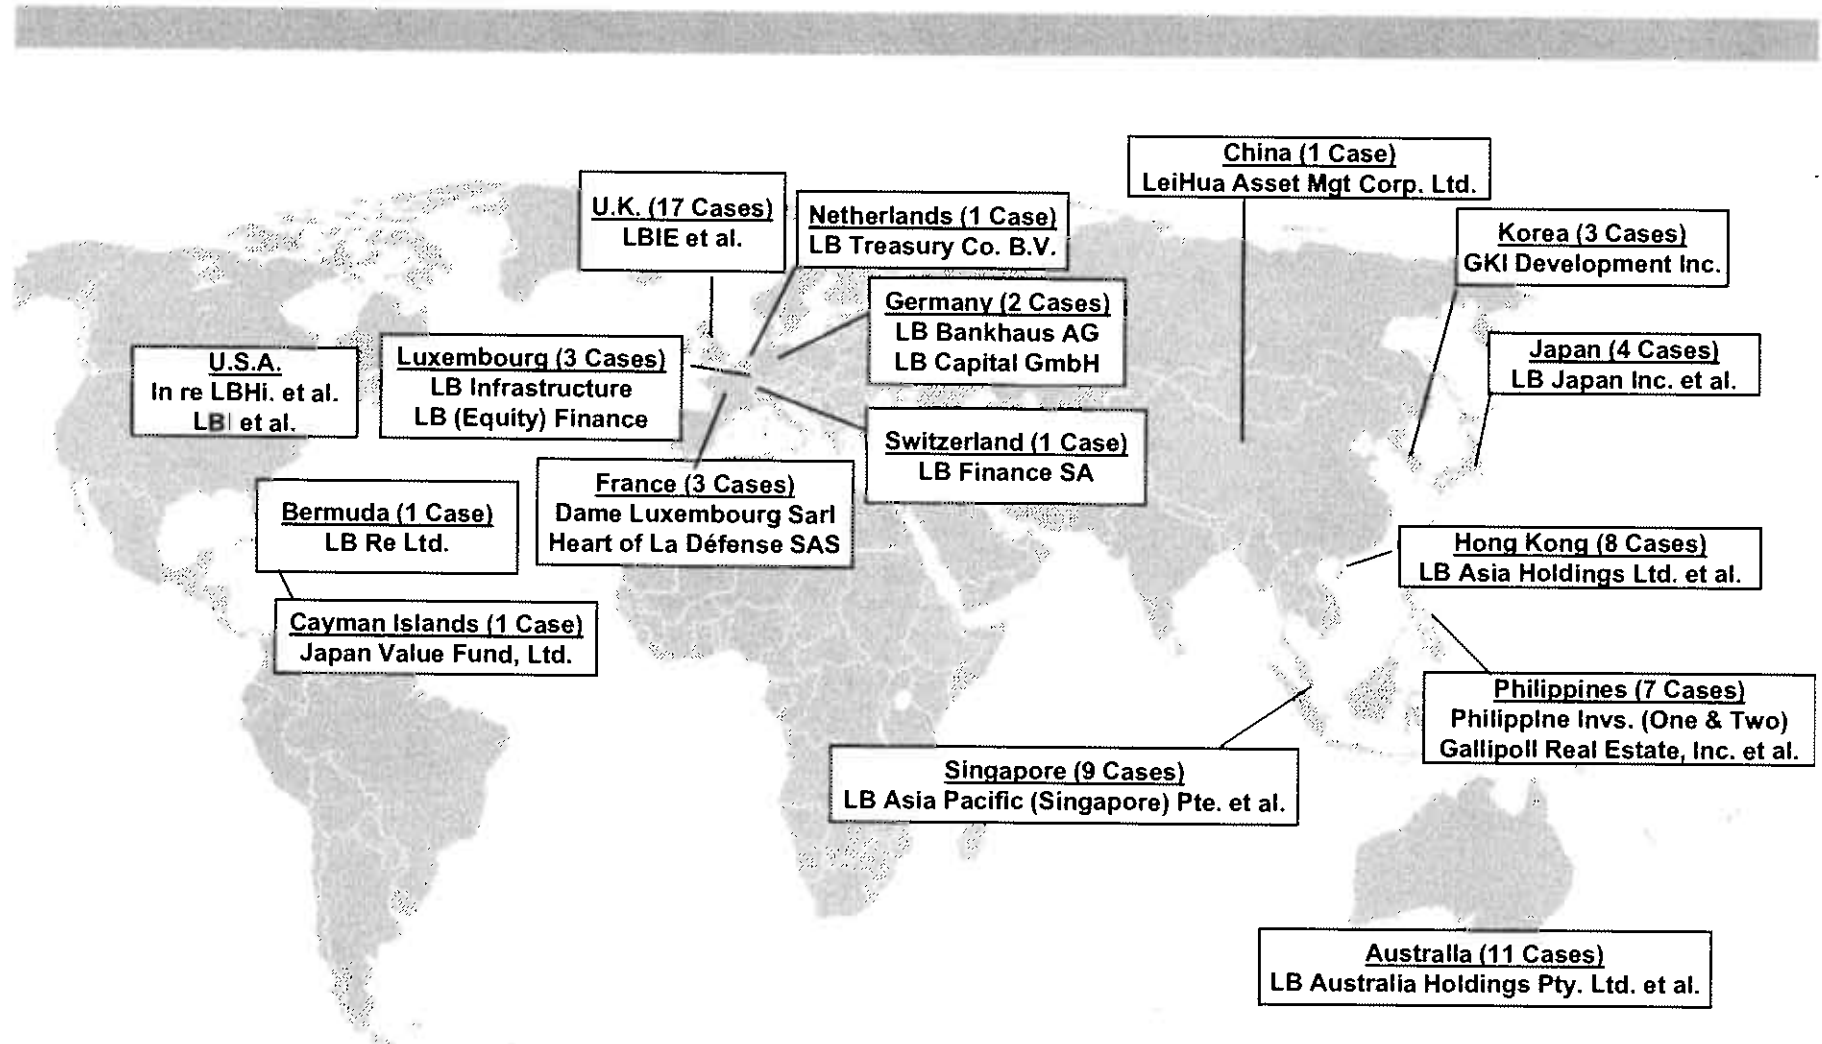 China (1 Case)
LeiHua Asset Mgt Corp. Ltd.
U.K. (17 Cases)
LBIE et al.
Netherlands (1 Case)
LB Treasury Co. B.V.
Korea (3 Cases)
GKI Development Inc.
Germany (2 Cases)
LB Bankhaus AG
LB Capital GmbH
U.S.A.
In re LBHi. et al.
LBI et al.
Luxembourg (3 Cases)
LB Infrastructure
LB (Equity) Finance
Japan (4 Cases)
LB Japan Inc. et al.
Switzerland (1 Case)
LB Finance SA
France (3 Cases)
Dame Luxembourg Sarl
Heart of La Défense SAS
Bermuda (1 Case)
LB Re Ltd.
Hong Kong (8 Cases)
LB Asia Holdings Ltd. et al.
Cayman Islands (1 Case)
Japan Value Fund, Ltd.
Philippines (7 Cases)
Philippine Invs. (One & Two)
Gallipoli Real Estate, Inc. et al.
Singapore (9 Cases)
LB Asia Pacific (Singapore) Pte. et al.
Australia (11 Cases)
LB Australia Holdings Pty. Ltd. et al.